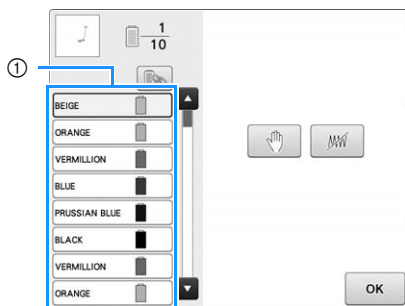 1
10
①
BEIGE
ORANGE
VERMILLION
BLUE
PRUSSIAN BLUE
BLACK
VERMILLION
ORANGE
OK